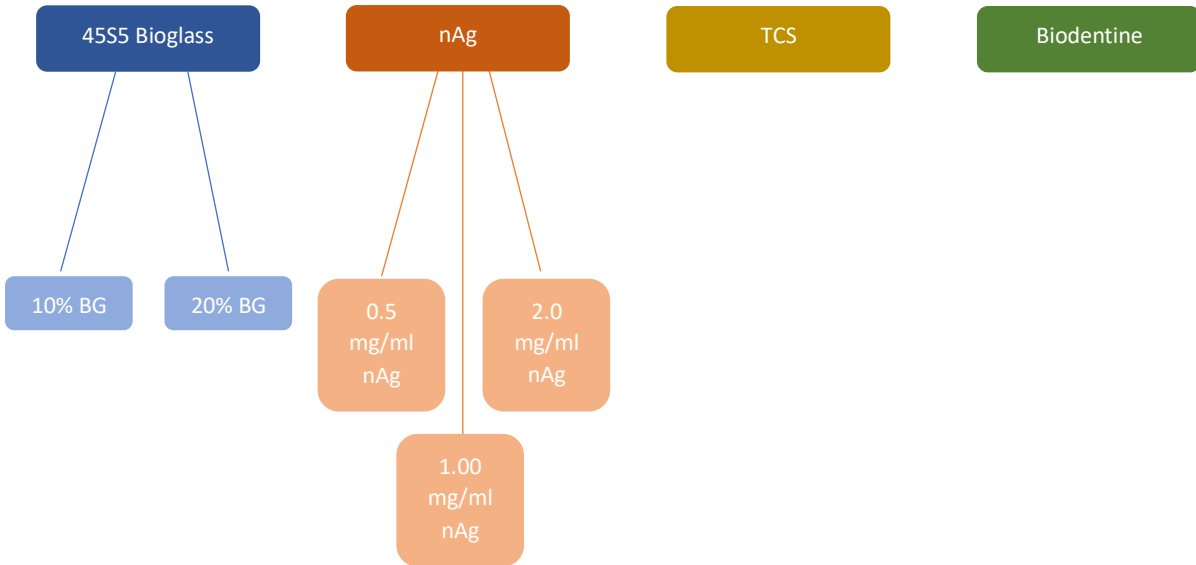 45S5 Bioglass
nAg
TCS
Biodentine
10% BG
20% BG
0.5
mg/ml
nAg
2.0
mg/ml
nAg
1.00
mg/ml
nAg